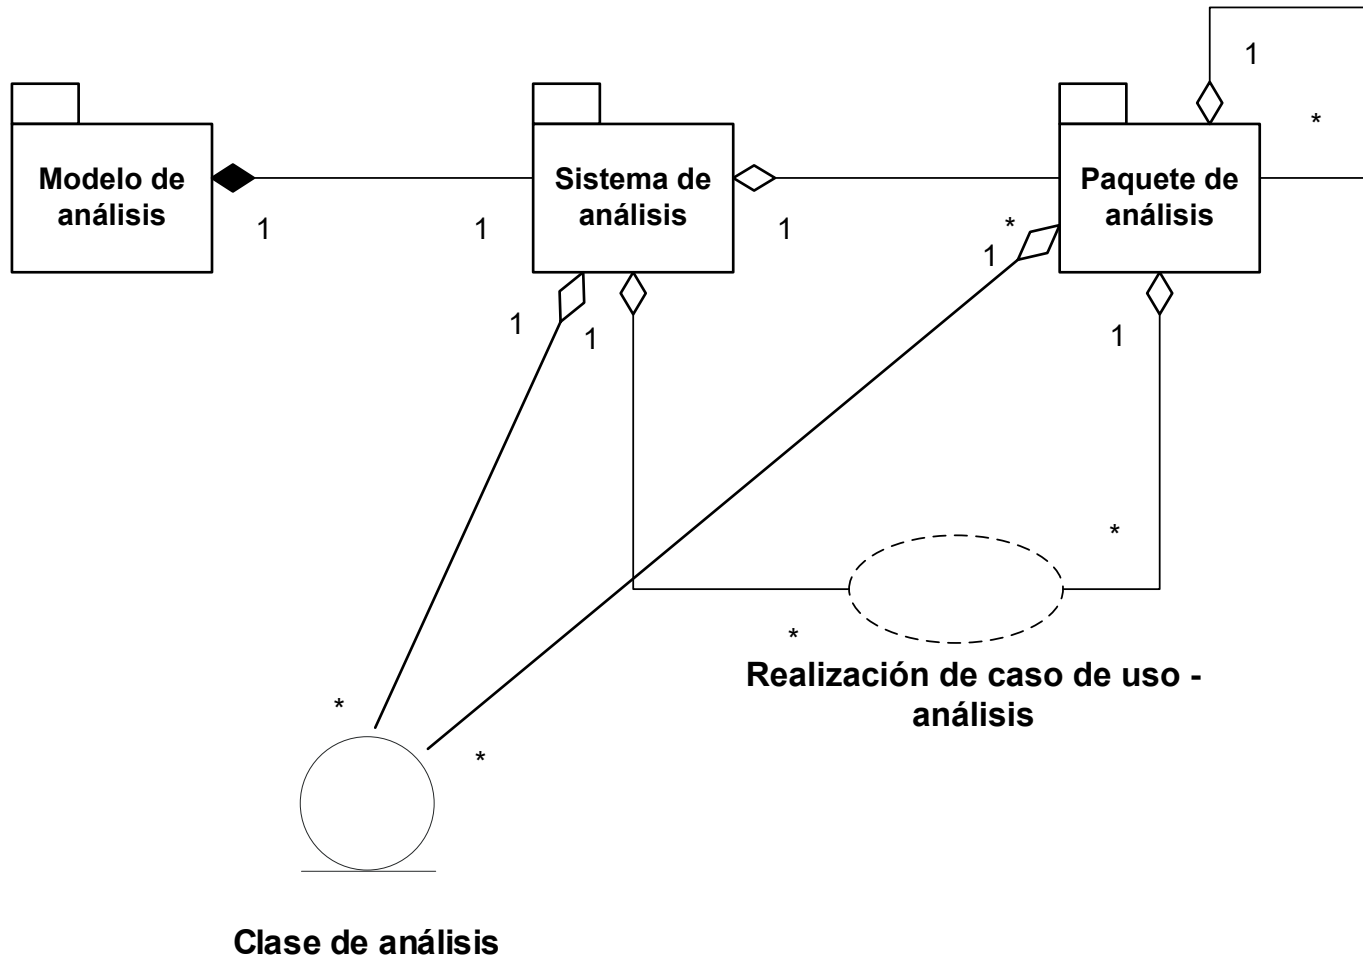 1
*
Modelo de
análisis
Sistema de
análisis
Paquete de
análisis
1
1
1
*
1
1
1
1
*
*
Realización de caso de uso -
análisis
*
*
Clase de análisis